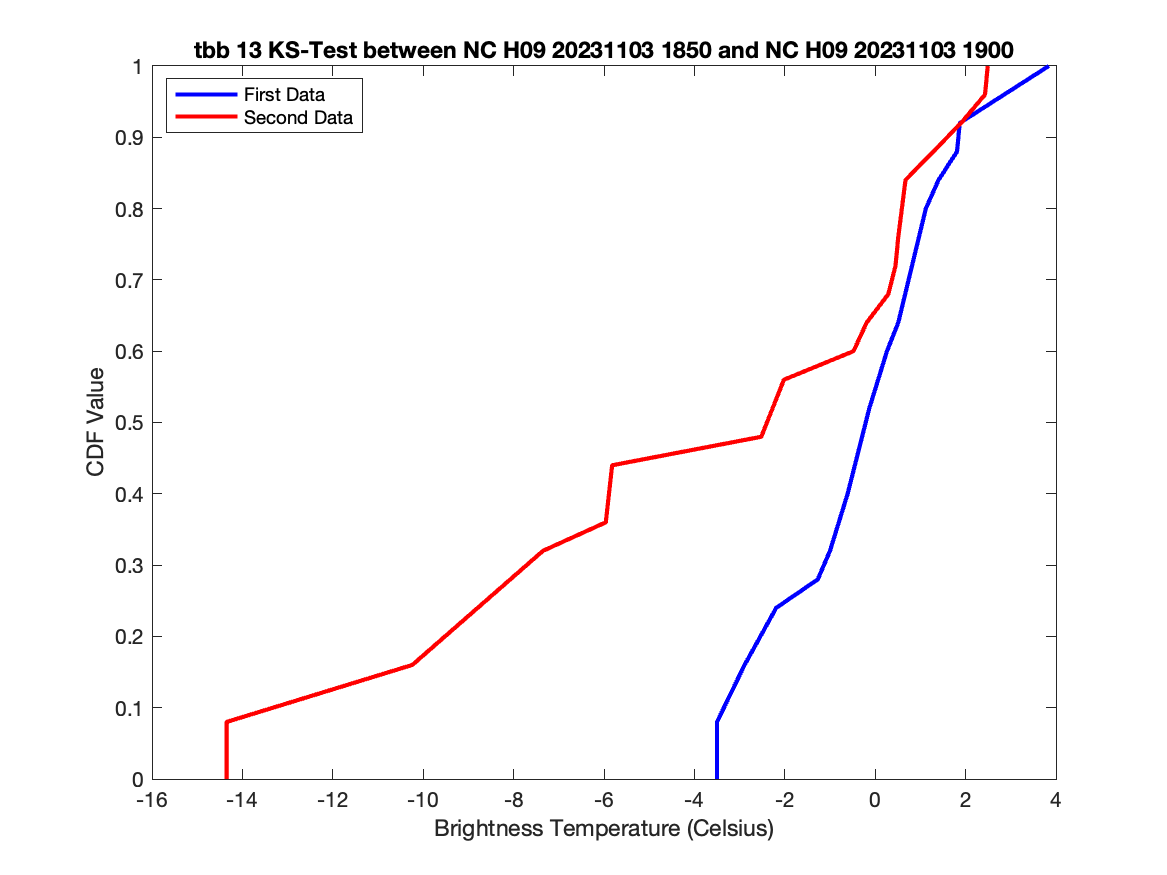 tbb 13 KS-Test between NC H09 20231103 1850 and NC H09 20231103 1900
First Data
Second Data
1
0.9
0.8
0.7
0.6
0.5
0.4
0.3
0.2
0.1
0
CDF Value
-16 -14 -12 -10 -8 -6 -4 -2 0 2 4
Brightness Temperature (Celsius)